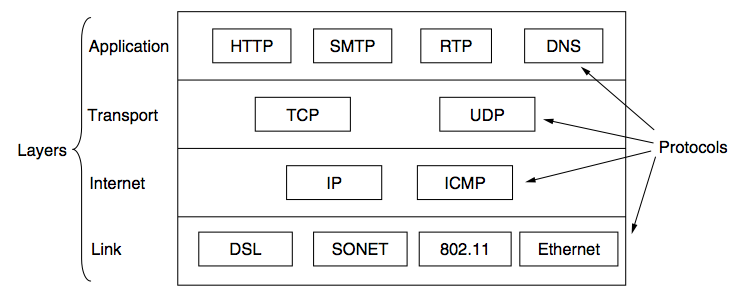 Application
HTTP
SMTP
RTP
DNS
Transport
TCP
UDP
Layers
Protocols
Internet
IP
ICMP
Link
DSL
SONET
802.11
Ethernet